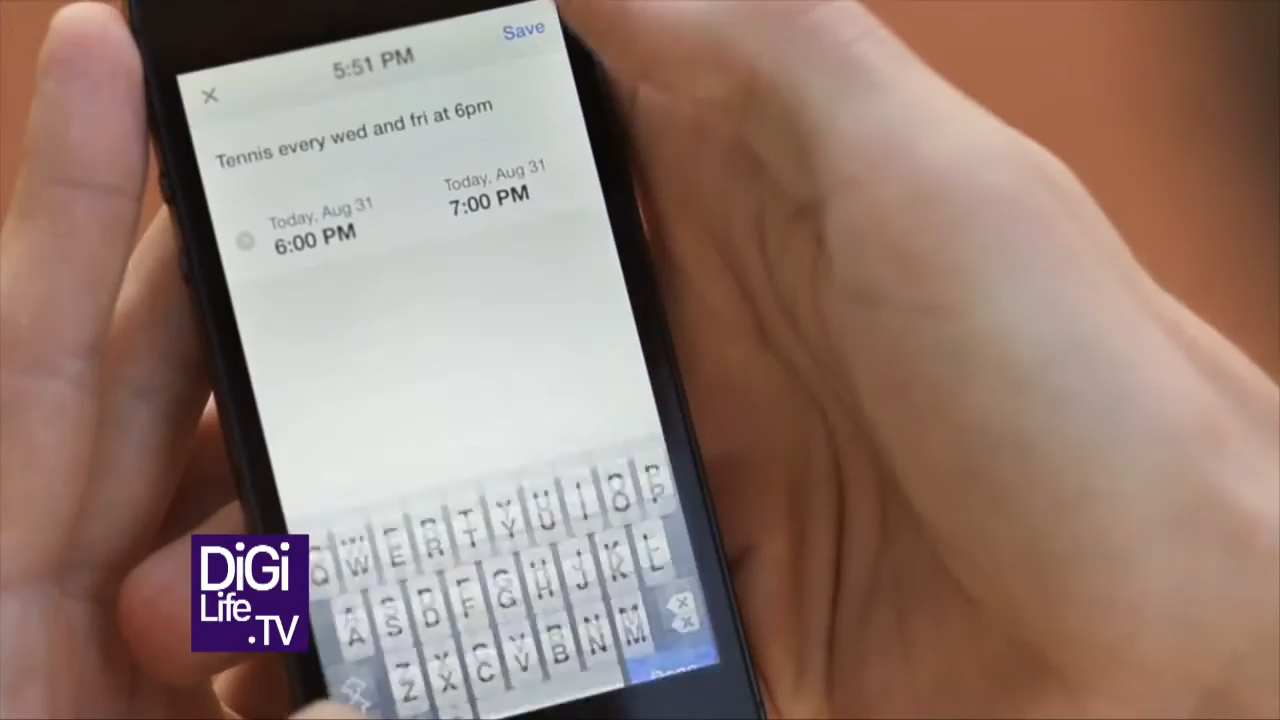 Save
5:51 PM
×
Tennis every wed and fri at 6pm
Today, Aug 31
6:00 PM
Today, Aug 31
7:00 PM
Q W E R T Y U I O P
A S D F G H J K L
Z X C V B N M
Done
DiGi
Life
.TV